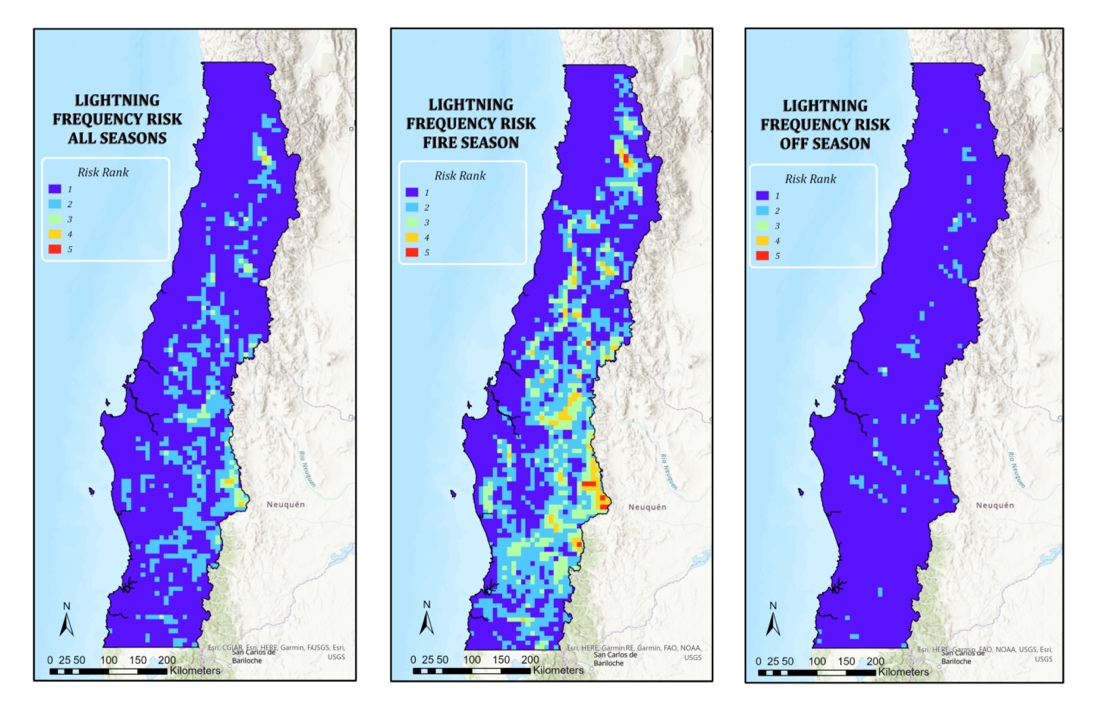 LIGHTNING
FREQUENCY RISK
ALL SEASONS
Risk Rank
1
2
3
4
5
Río Neuquén
Neuquén
N
Esri, CGIAR, Esri, HERE, Garmin, FAO, USGS, Esri,
USGS
San Carlos de
Bariloche
0 25 50 100 150 200
Kilometers
LIGHTNING
FREQUENCY RISK
FIRE SEASON
Risk Rank
1
2
3
4
5
Río Neuquén
Neuquén
N
Esri, HERE, Garmin, FAO, NOAA,
USGS
San Carlos de
Bariloche
0 25 50 100 150 200
Kilometers
LIGHTNING
FREQUENCY RISK
OFF SEASON
Risk Rank
1
2
3
4
5
Río Neuquén
Neuquén
N
Esri, HERE, Garmin, FAO, NOAA, USGS, Esri,
USGS
San Carlos de
Bariloche
0 25 50 100 150 200
Kilometers